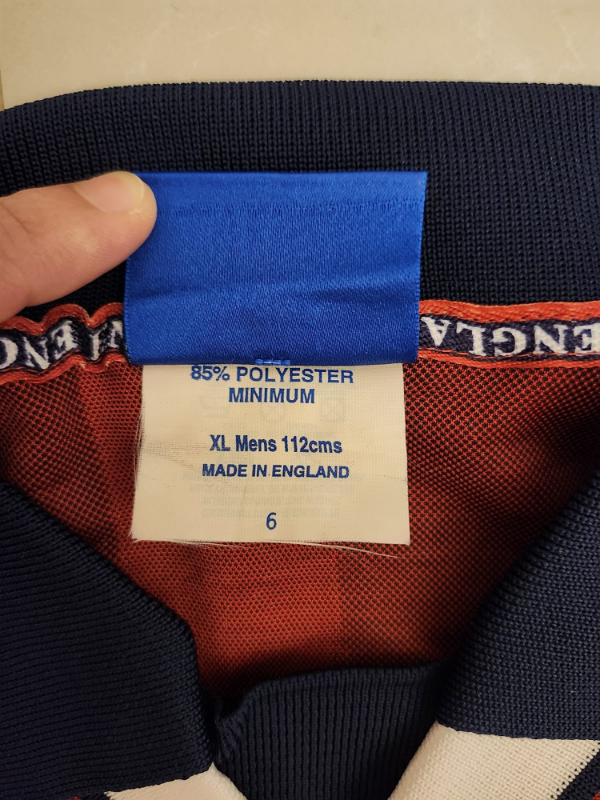 ENGLA
ENG
85% POLYESTER
MINIMUM
XL Mens 112cms
MADE IN ENGLAND
6